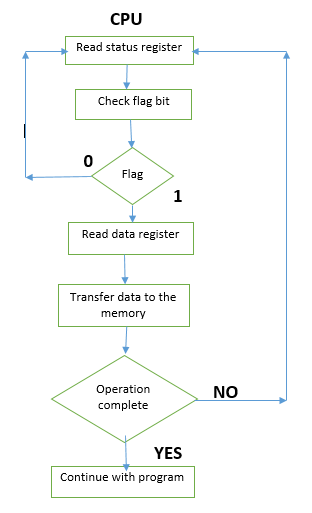 CPU
Read status register
Check flag bit
0
Flag
1
Read data register
Transfer data to the
memory
Operation
complete
NO
YES
Continue with program